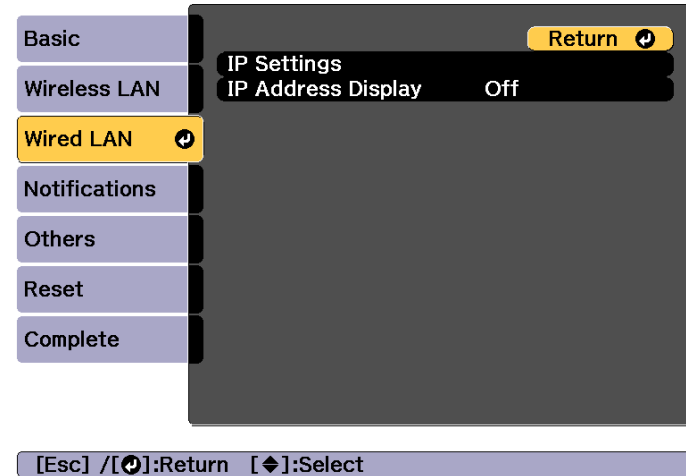 Basic
Wireless LAN
Wired LAN
Notifications
Others
Reset
Complete
Return
IP Settings
IP Address Display Off
[Esc] /[⏎]:Return [◆]:Select